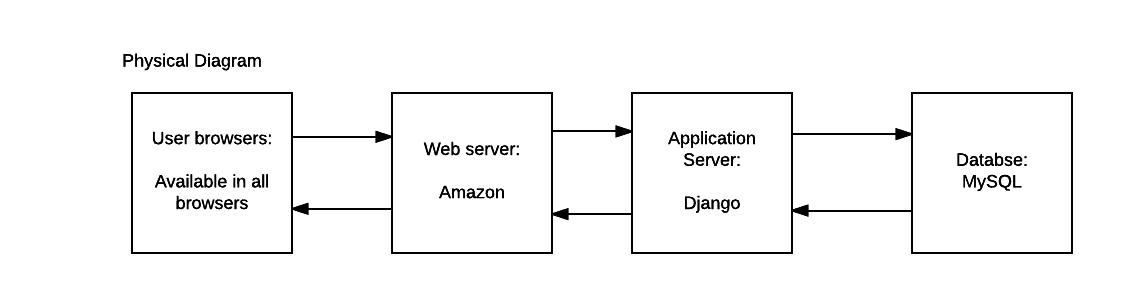 Physical Diagram
User browsers:
Available in all
browsers
Web server:
Amazon
Application
Server:
Django
Databse:
MySQL